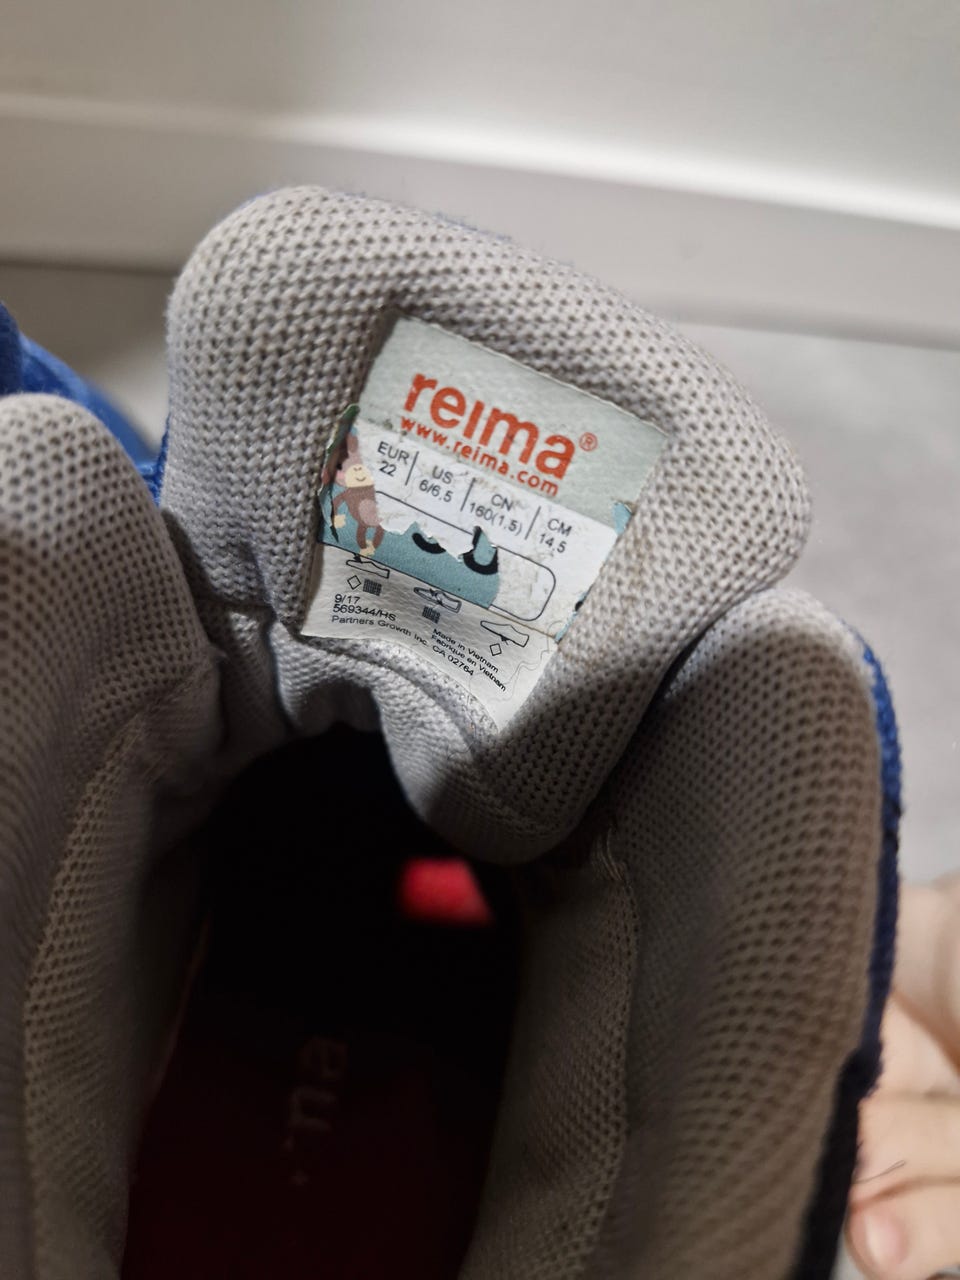 reima®
www.reima.com
EUR US CN CM
22 6/6,5 160(1,5) 14,5
9/17
569344/HS
Partners Growth Inc. CA 02764
Made in Vietnam
Fabriqué en Vietnam